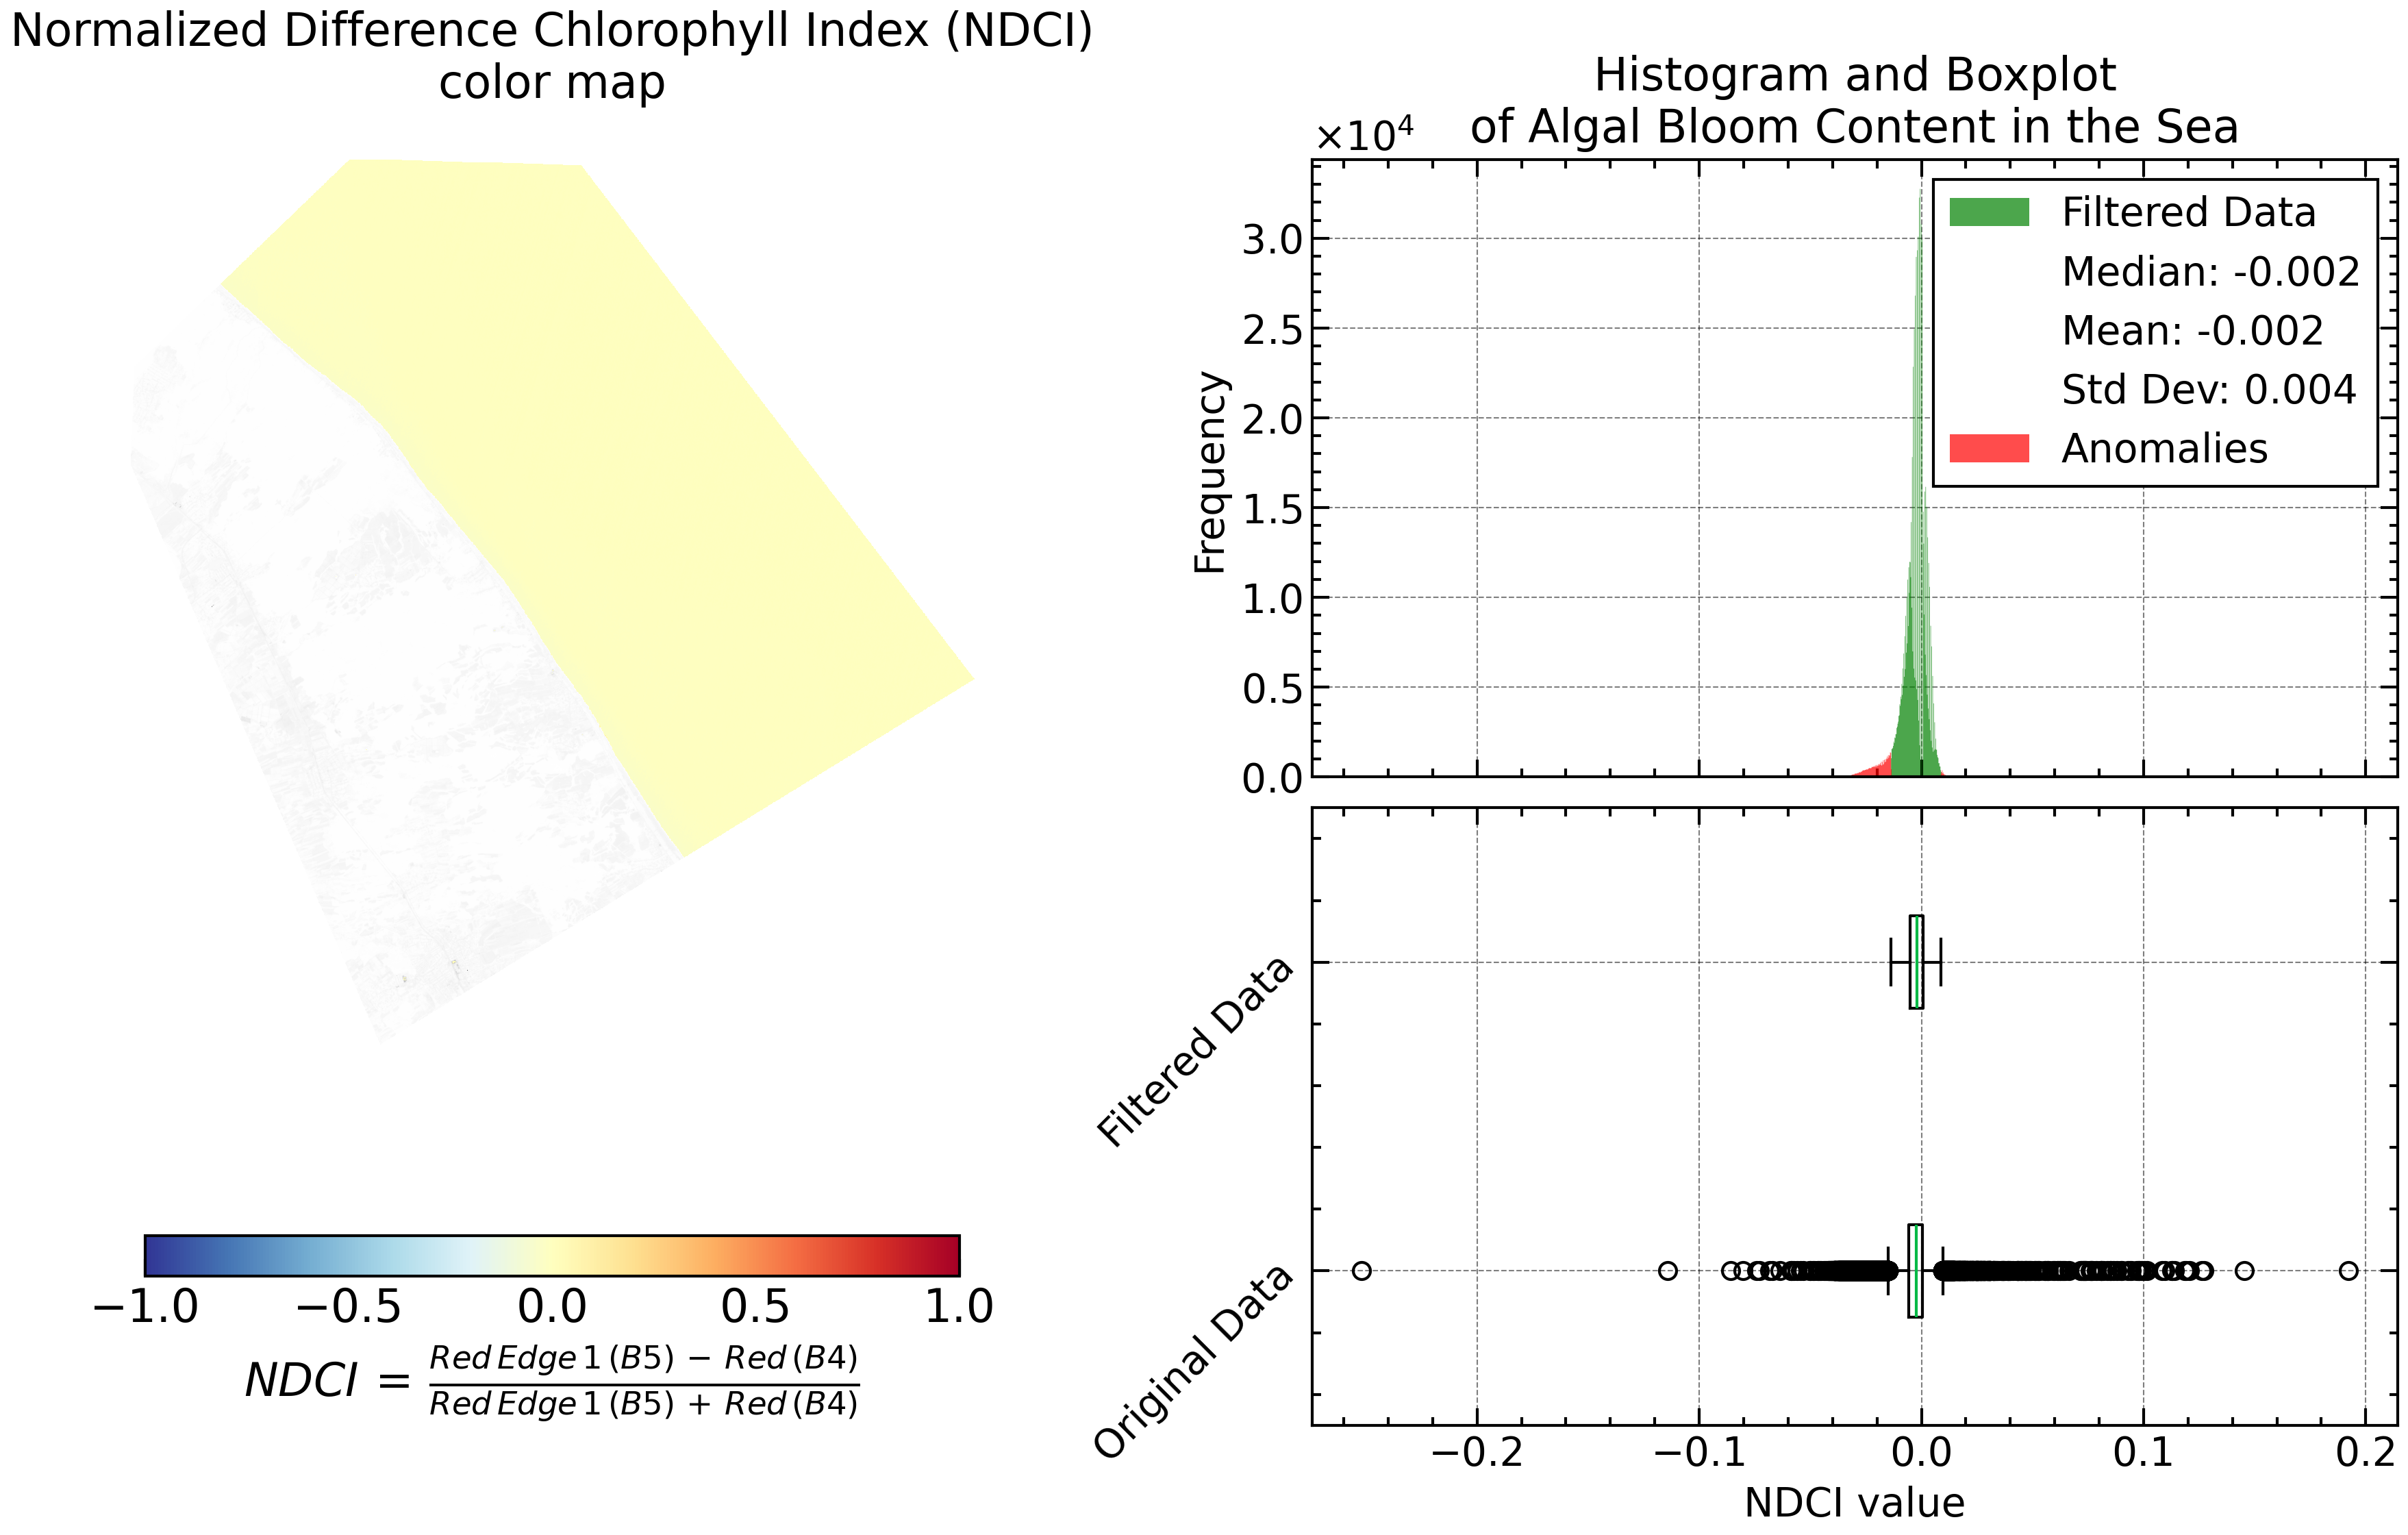 Normalized Difference Chlorophyll Index (NDCI)
color map
−1.0 −0.5 0.0 0.5 1.0
NDCI = Red Edge 1 (B5) − Red (B4)
Red Edge 1 (B5) + Red (B4)
Histogram and Boxplot
of Algal Bloom Content in the Sea
×10⁴
3.0
2.5
2.0
1.5
1.0
0.5
0.0
Frequency
Filtered Data
Median: -0.002
Mean: -0.002
Std Dev: 0.004
Anomalies
Filtered Data
Original Data
−0.2 −0.1 0.0 0.1 0.2
NDCI value